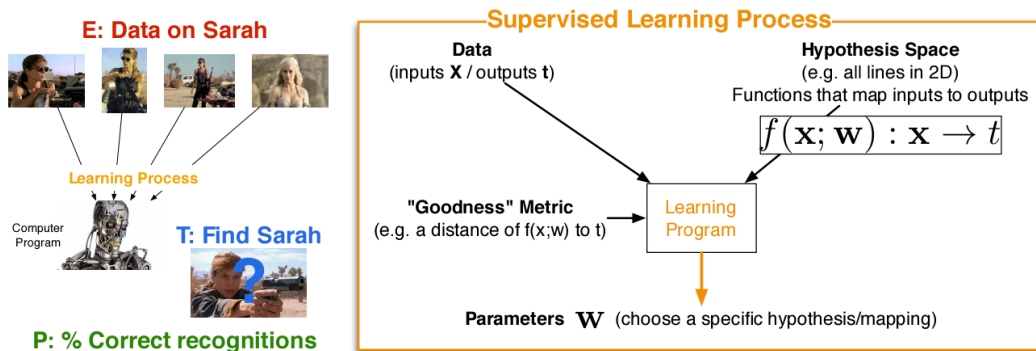 E: Data on Sarah
Learning Process
Computer
Program
T: Find Sarah
?
P: % Correct recognitions
Supervised Learning Process
Data
(inputs X / outputs t)
Hypothesis Space
(e.g. all lines in 2D)
Functions that map inputs to outputs
f(x; w) : x → t
"Goodness" Metric
(e.g. a distance of f(x;w) to t)
Learning
Program
Parameters w (choose a specific hypothesis/mapping)